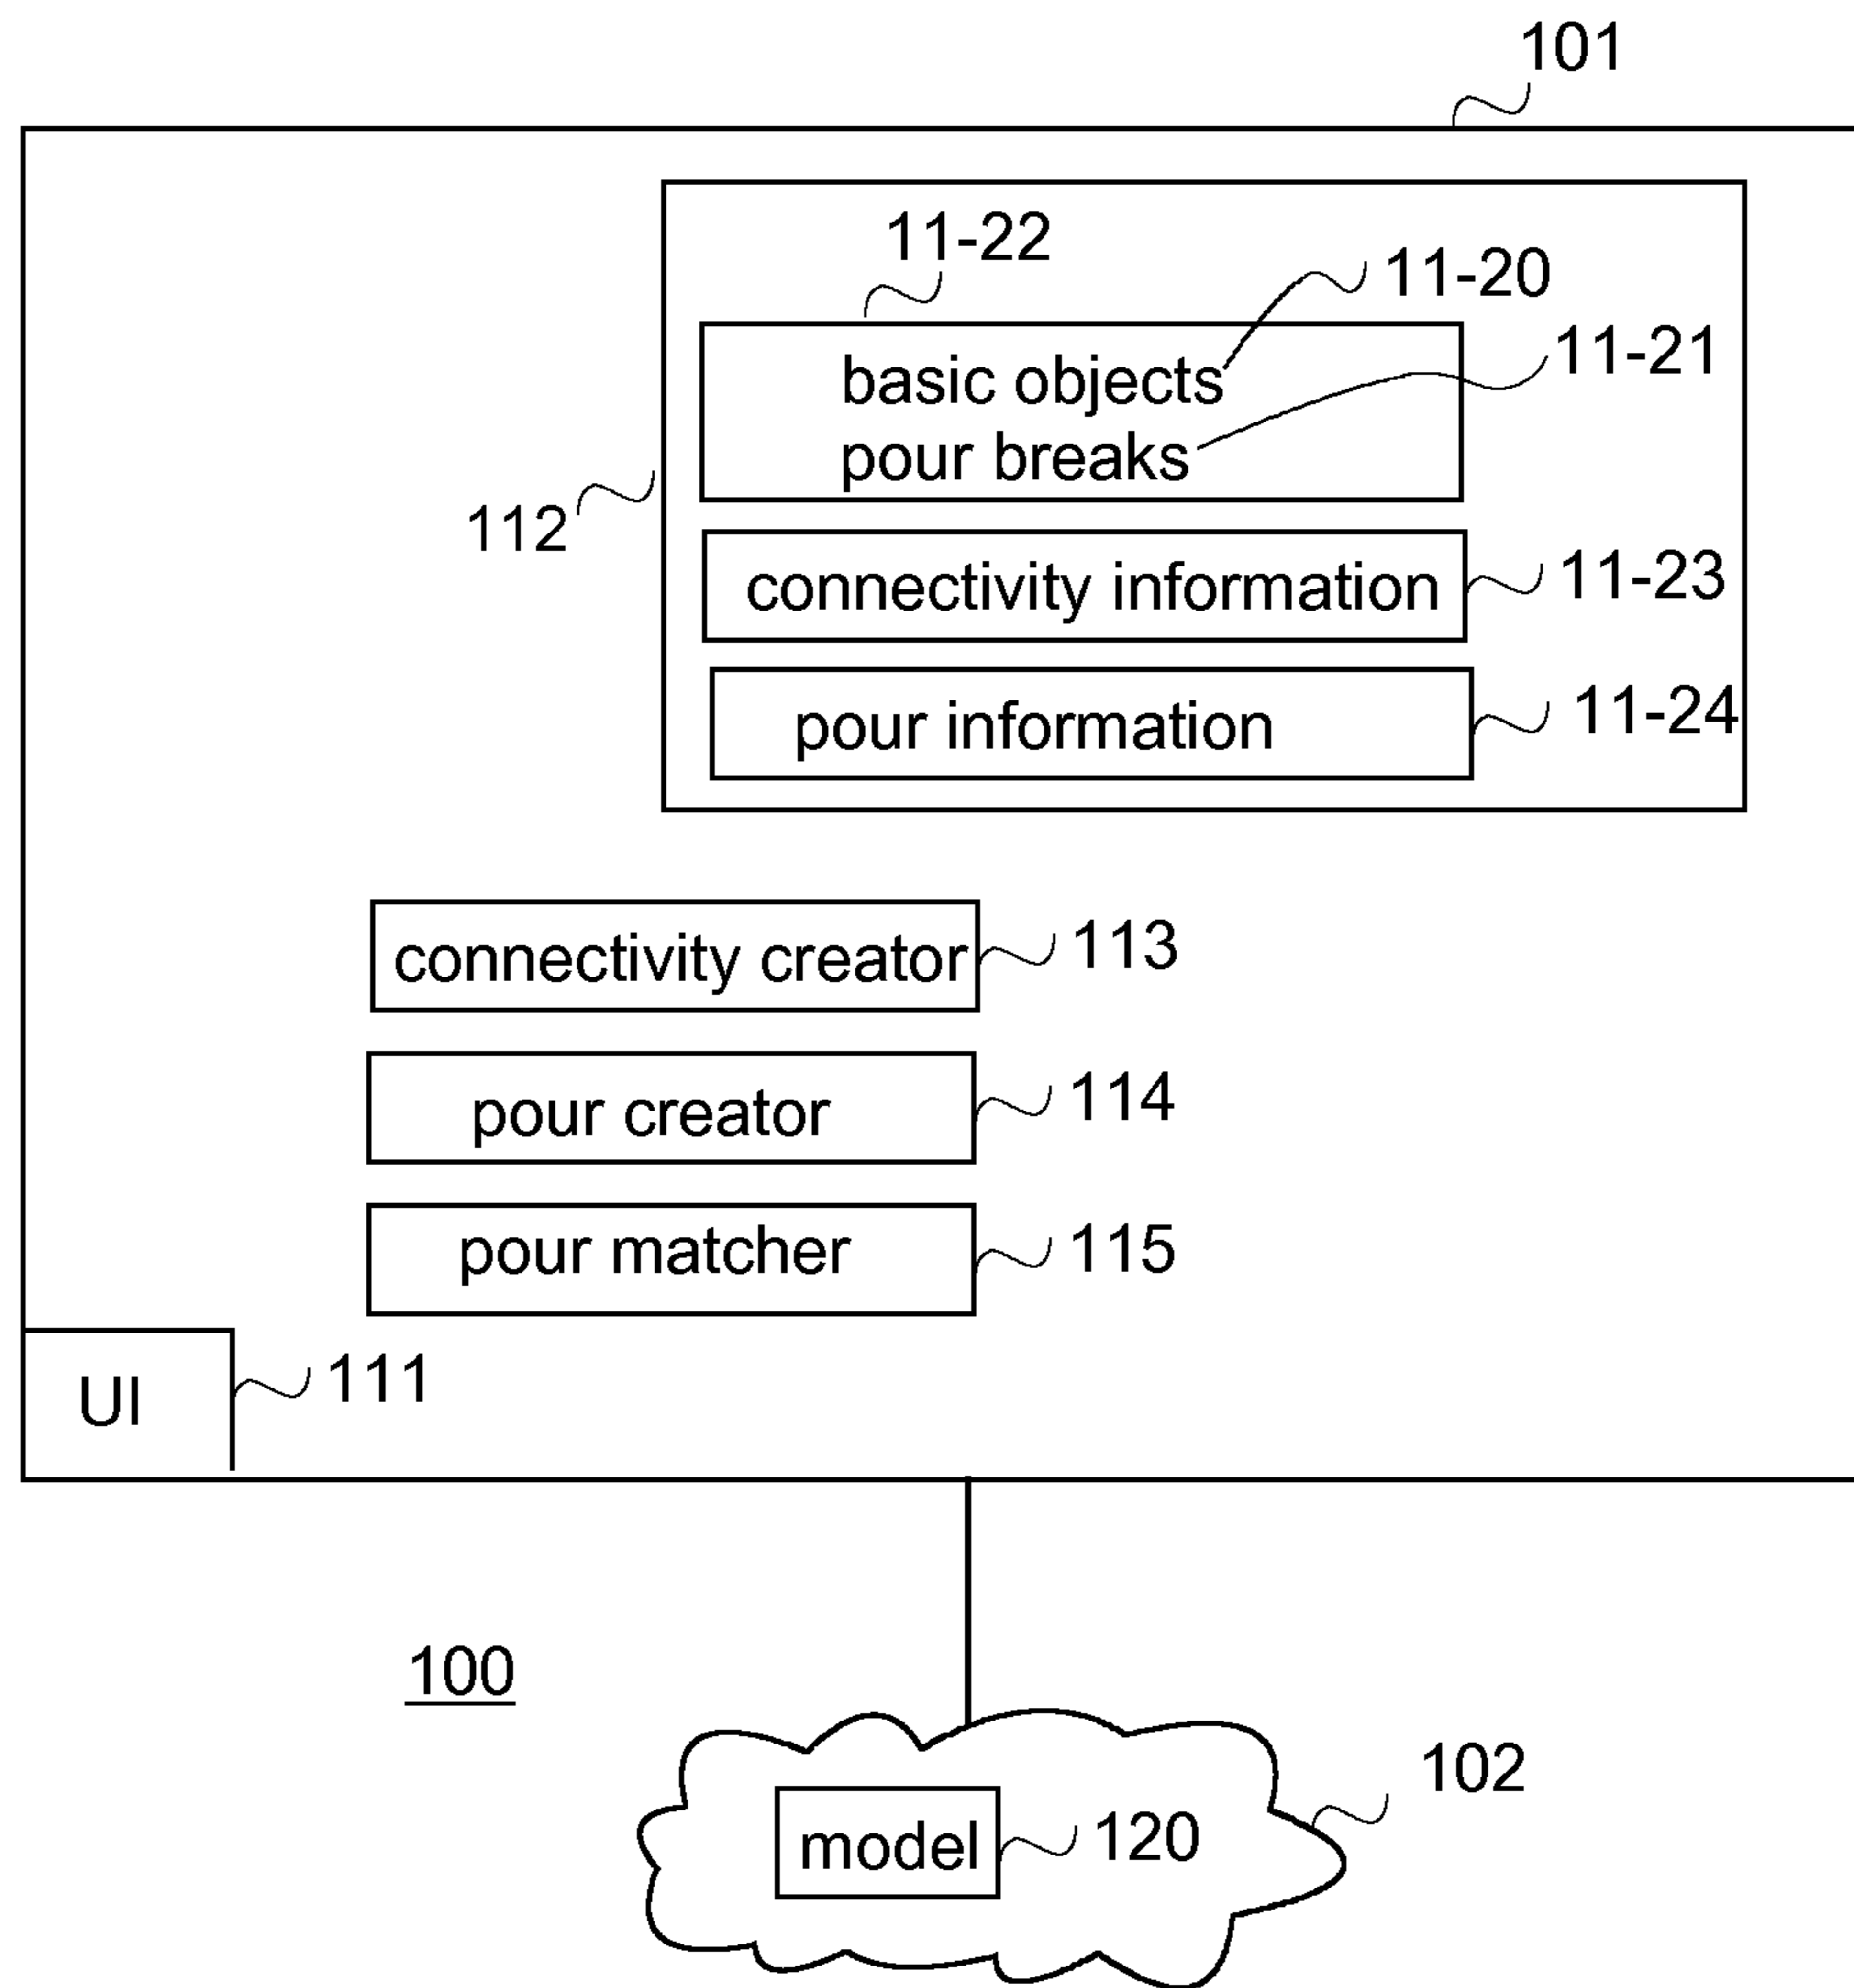 101
11-22
11-20
basic objects
11-21
pour breaks
112
connectivity information
11-23
pour information
11-24
connectivity creator
113
pour creator
114
pour matcher
115
UI
111
100
102
model
120